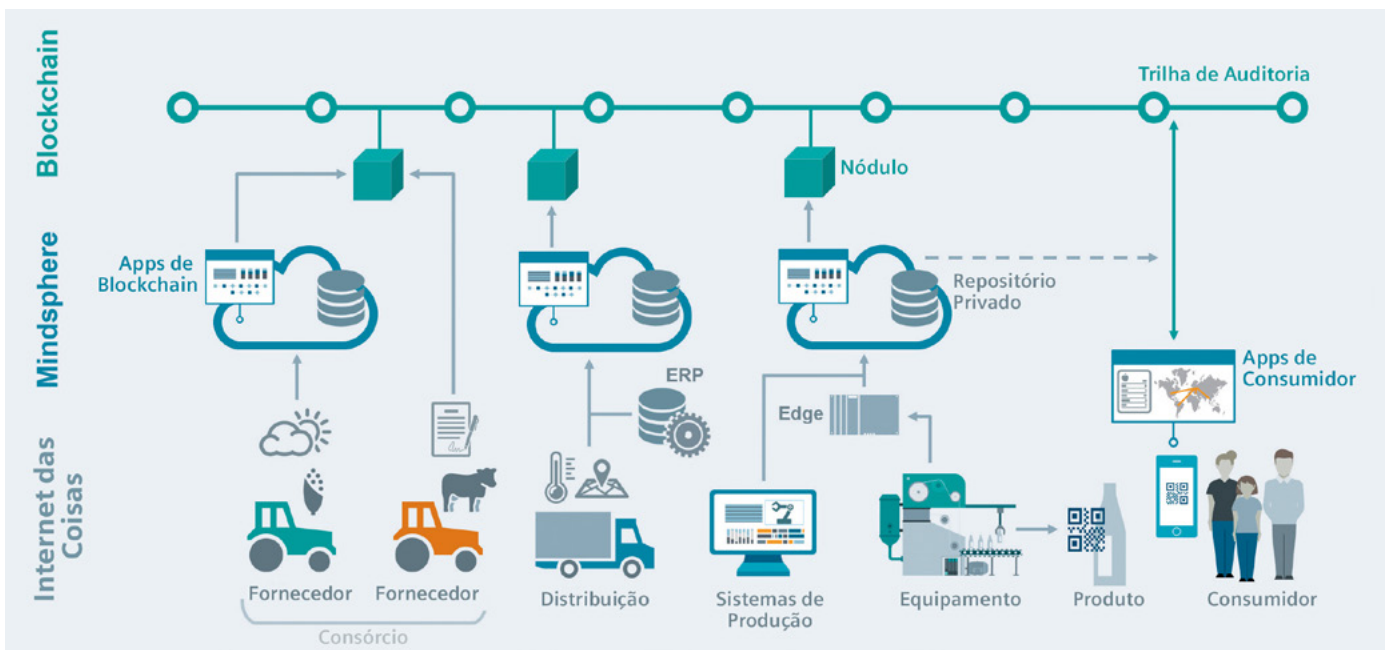 Blockchain
Trilha de Auditoria
Nódulo
Mindsphere
Apps de
Blockchain
Repositório
Privado
Apps de
Consumidor
ERP
Edge
Internet das
Coisas
Fornecedor
Fornecedor
Distribuição
Sistemas de
Produção
Equipamento
Produto
Consumidor
Consórcio